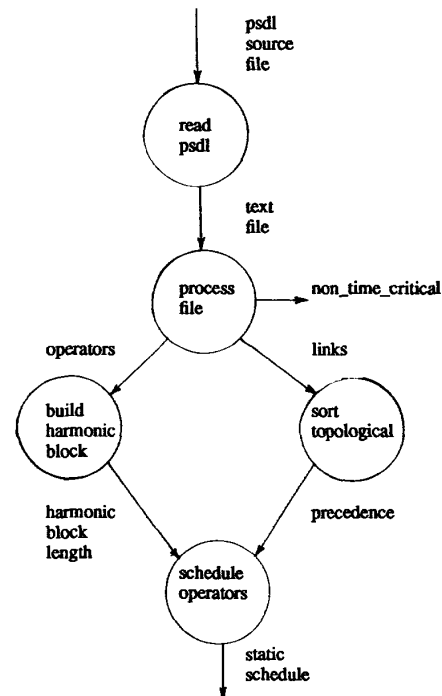 psdl
source
file
read
psdl
text
file
process
file
non_time_critical
operators
links
build
harmonic
block
sort
topological
harmonic
block
length
precedence
schedule
operators
static
schedule